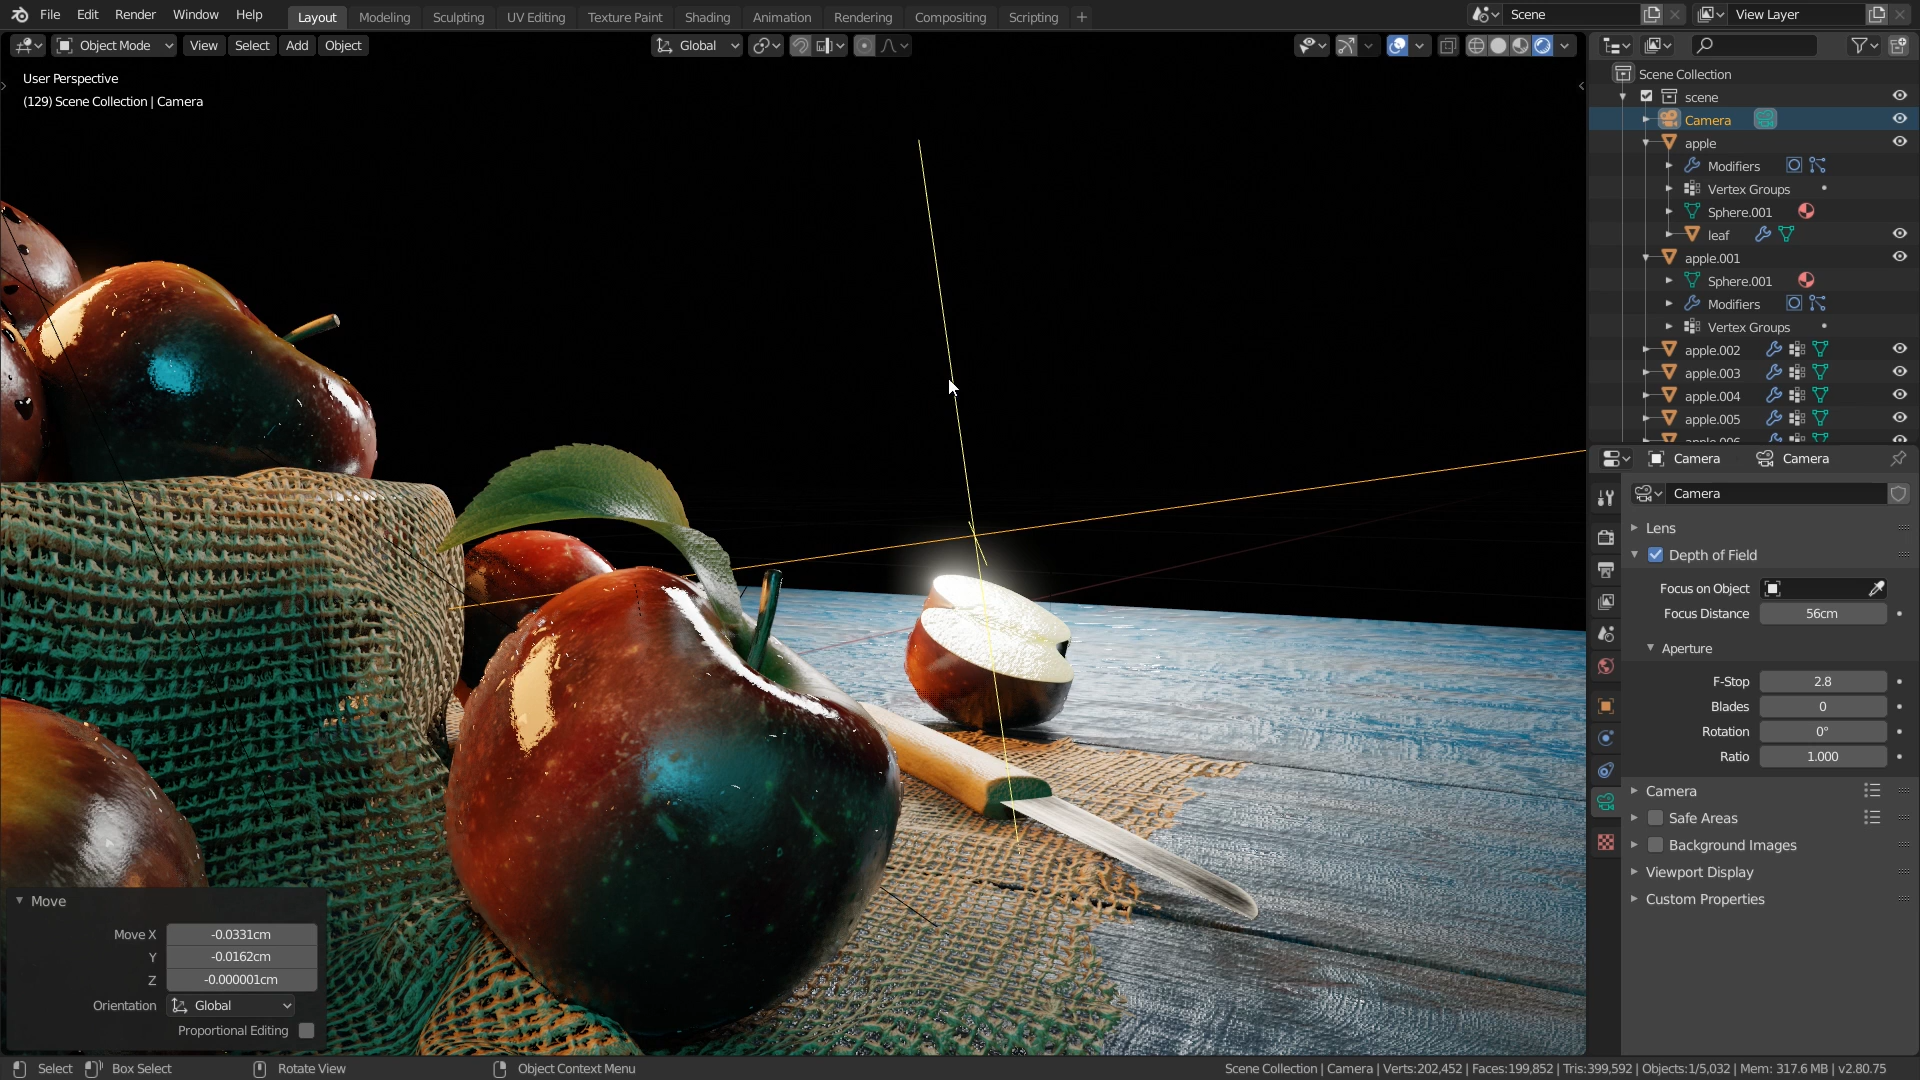 File Edit Render Window Help Layout Modeling Sculpting UV Editing Texture Paint Shading Animation Rendering Compositing Scripting + Scene View Layer
Object Mode View Select Add Object Global
User Perspective
(129) Scene Collection | Camera
Scene Collection
scene
Camera
apple
Modifiers
Vertex Groups
Sphere.001
leaf
apple.001
Sphere.001
Modifiers
Vertex Groups
apple.002
apple.003
apple.004
apple.005
apple.006
Camera Camera
Camera
Lens
Depth of Field
Focus on Object
Focus Distance 56cm
Aperture
F-Stop 2.8
Blades 0
Rotation 0°
Ratio 1.000
Camera
Safe Areas
Background Images
Viewport Display
Custom Properties
Move
Move X -0.0331cm
Y -0.0162cm
Z -0.000001cm
Orientation Global
Proportional Editing
Select Box Select Rotate View Object Context Menu Scene Collection | Camera | Verts:202,452 | Faces:199,852 | Tris:399,592 | Objects:1/5,032 | Mem: 317.6 MB | v2.80.75